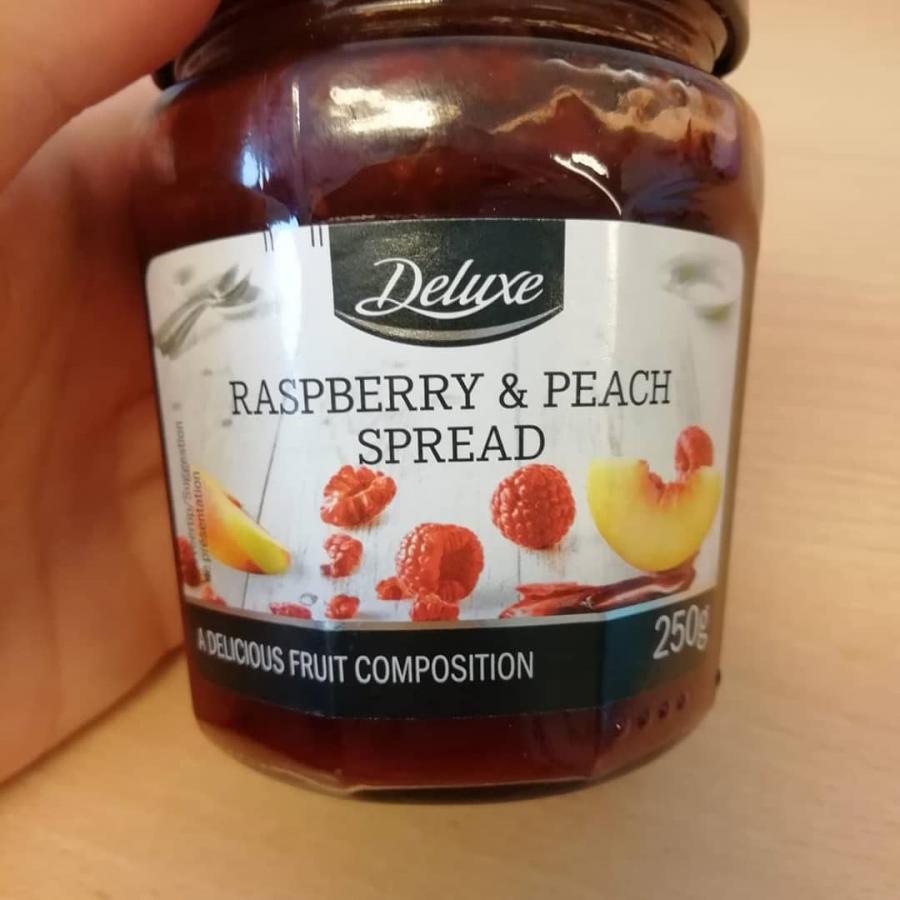 Deluxe
RASPBERRY & PEACH
SPREAD
A DELICIOUS FRUIT COMPOSITION
250g